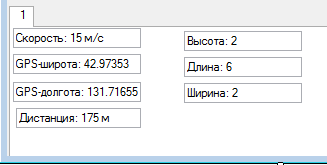 1
Скорость: 15 м/с
GPS-широта: 42.97353
GPS-долгота: 131.71655
Дистанция: 175 м
Высота: 2
Длина: 6
Ширина: 2